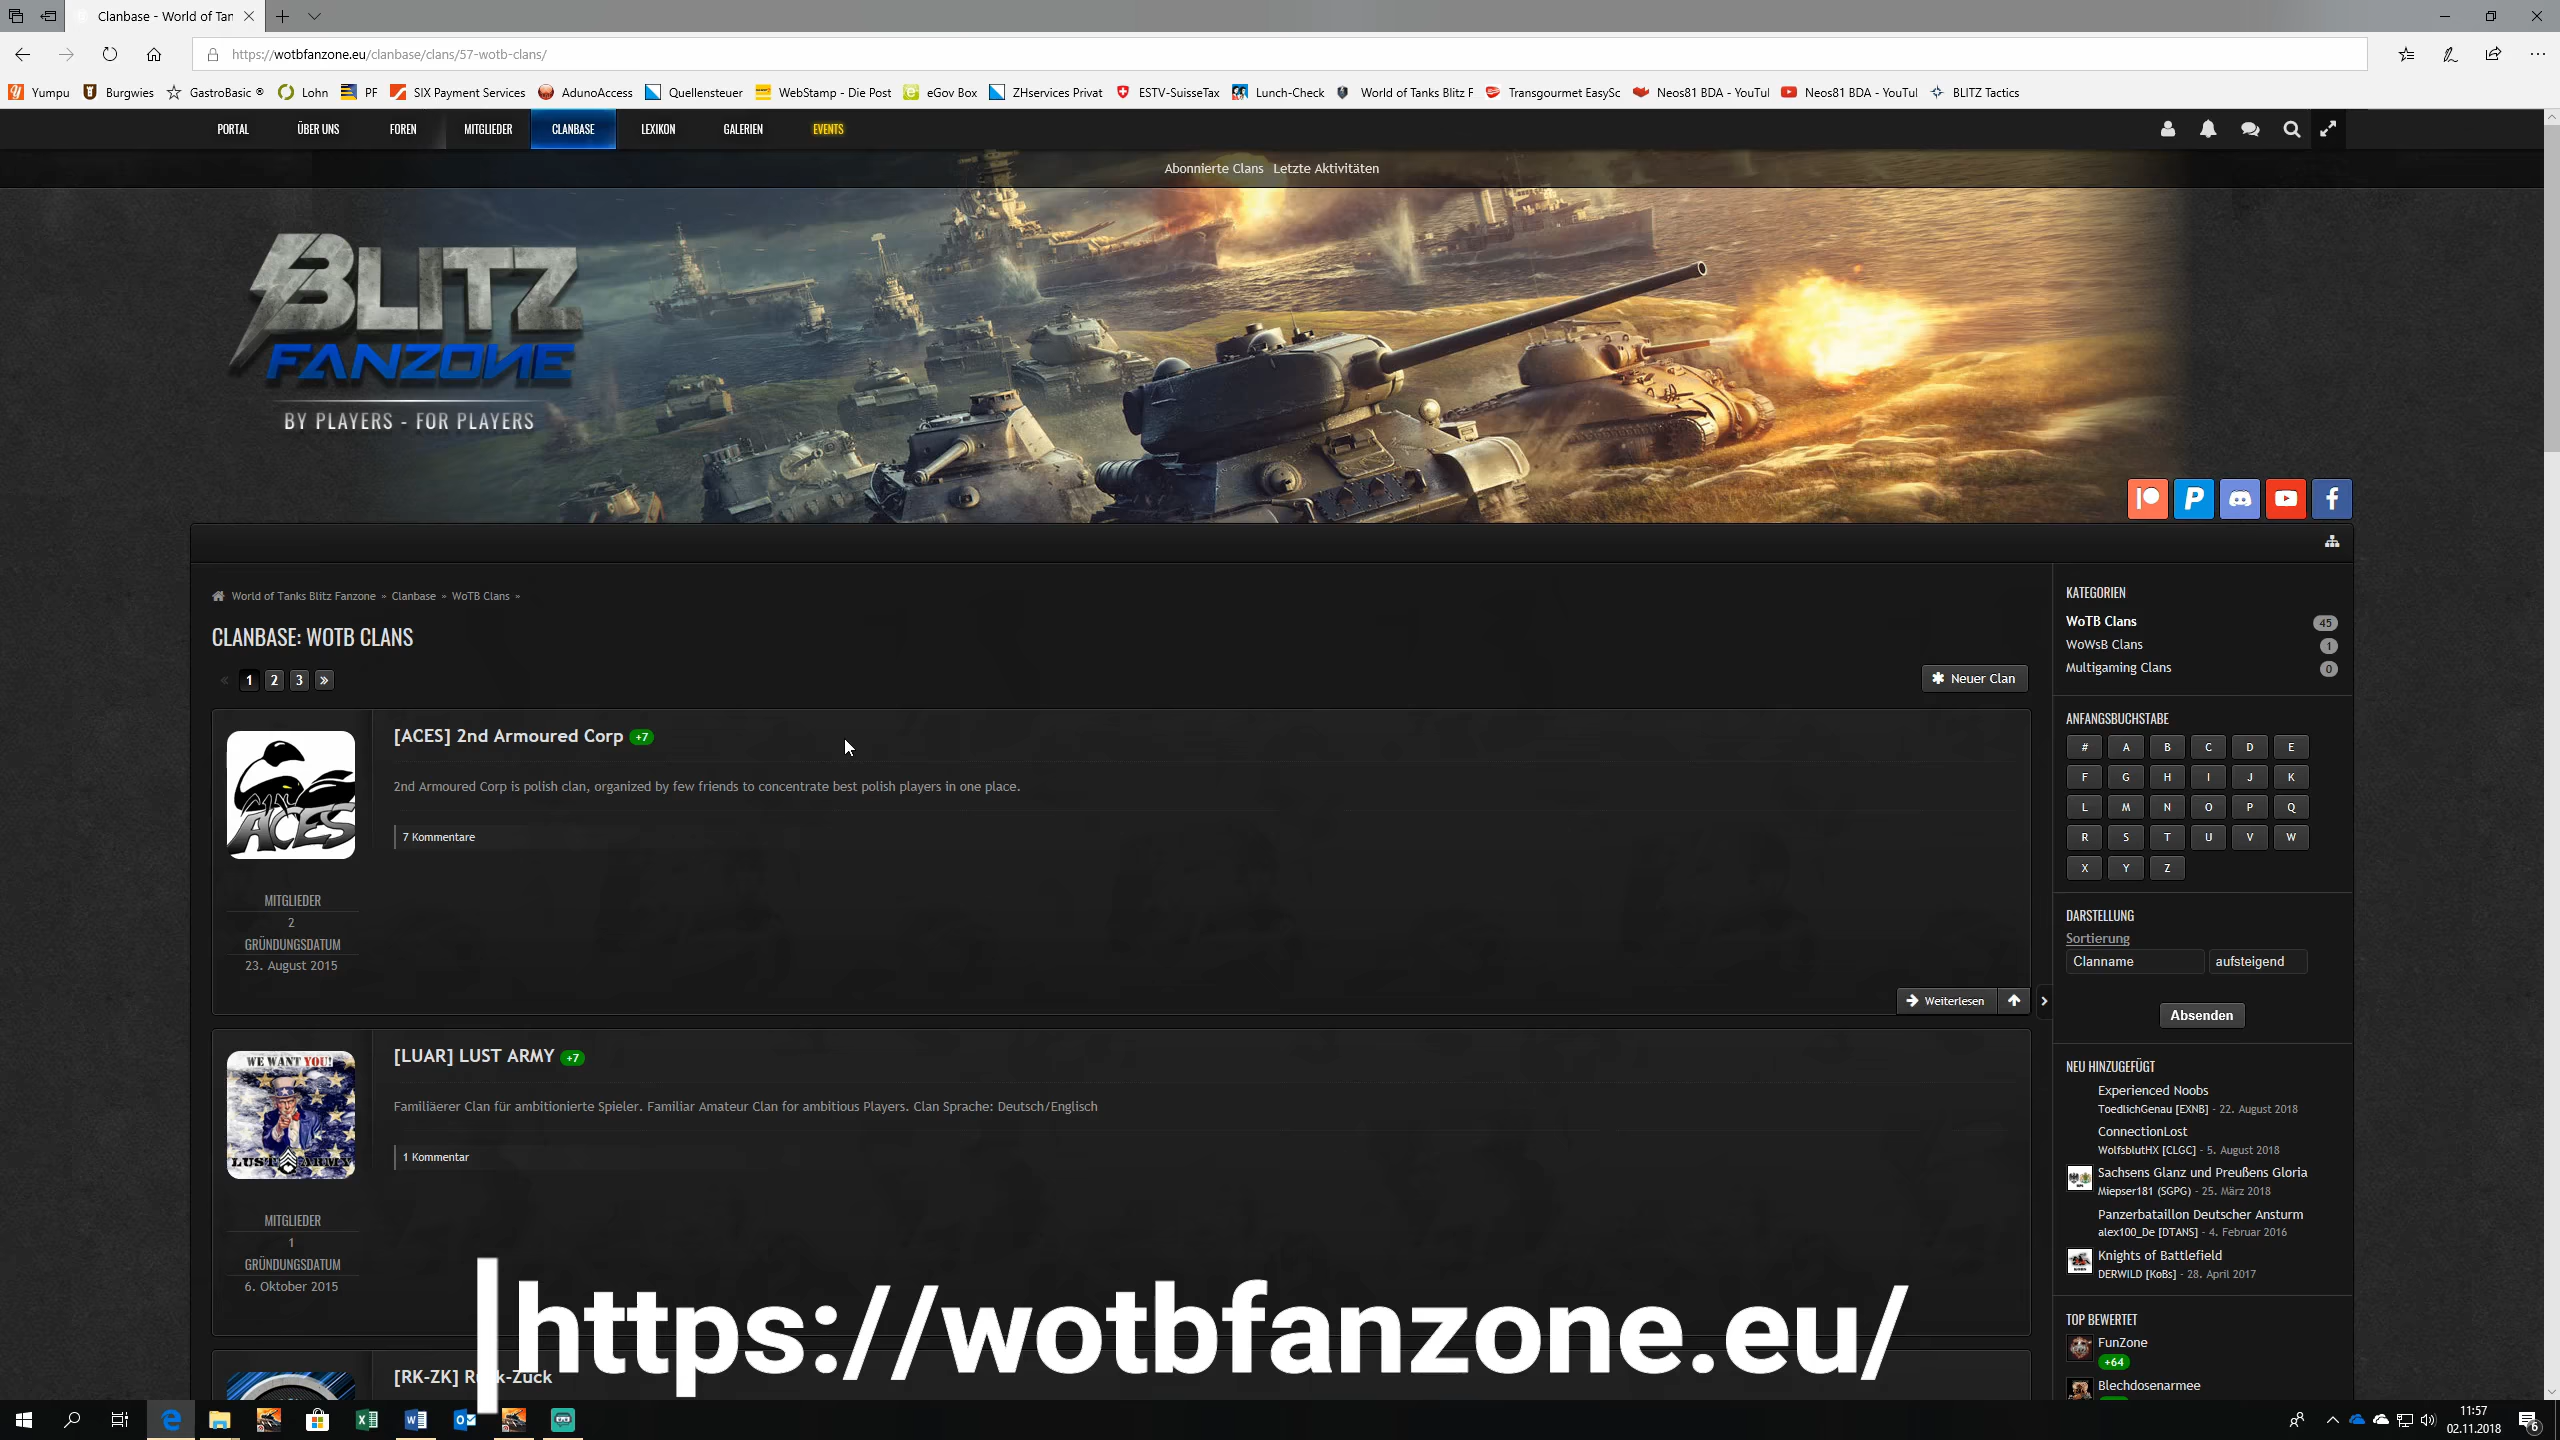 Clanbase - World of Tan
https://wotbfanzone.eu/clanbase/clans/57-wotb-clans/
Yumpu
Burgwies
GastroBasic ®
Lohn
PF
SIX Payment Services
AdunoAccess
Quellensteuer
WebStamp - Die Post
eGov Box
ZHservices Privat
ESTV-SuisseTax
Lunch-Check
World of Tanks Blitz F
Transgourmet EasySc
Neos81 BDA - YouTul
Neos81 BDA - YouTul
BLITZ Tactics
PORTAL
ÜBER UNS
FOREN
MITGLIEDER
CLANBASE
LEXIKON
GALERIEN
EVENTS
Abonnierte Clans Letzte Aktivitäten
BLITZ
FANZONE
BY PLAYERS - FOR PLAYERS
World of Tanks Blitz Fanzone » Clanbase » WoTB Clans »
CLANBASE: WOTB CLANS
« 1 2 3 »
Neuer Clan
[ACES] 2nd Armoured Corp +7
2nd Armoured Corp is polish clan, organized by few friends to concentrate best polish players in one place.
7 Kommentare
ACES
MITGLIEDER
2
GRÜNDUNGSDATUM
23. August 2015
Weiterlesen
[LUAR] LUST ARMY +7
Familiäerer Clan für ambitionierte Spieler. Familiar Amateur Clan for ambitious Players. Clan Sprache: Deutsch/Englisch
1 Kommentar
WE WANT YOU!
LUST ARMY
MITGLIEDER
1
GRÜNDUNGSDATUM
6. Oktober 2015
[RK-ZK]
-Zuck
https://wotbfanzone.eu/
KATEGORIEN
WoTB Clans 45
WoWsB Clans 1
Multigaming Clans 0
ANFANGSBUCHSTABE
# A B C D E
F G H I J K
L M N O P Q
R S T U V W
X Y Z
DARSTELLUNG
Sortierung
Clanname aufsteigend
Absenden
NEU HINZUGEFÜGT
Experienced Noobs
ToedlichGenau [EXNB] - 22. August 2018
ConnectionLost
WolfsblutHX [CLGC] - 5. August 2018
Sachsens Glanz und Preußens Gloria
Miepser181 (SGPG) - 25. März 2018
Panzerbataillon Deutscher Ansturm
alex100_De [DTANS] - 4. Februar 2016
Knights of Battlefield
DERWILD [KoBs] - 28. April 2017
TOP BEWERTET
FunZone
+64
Blechdosenarmee
11:57
02.11.2018
6